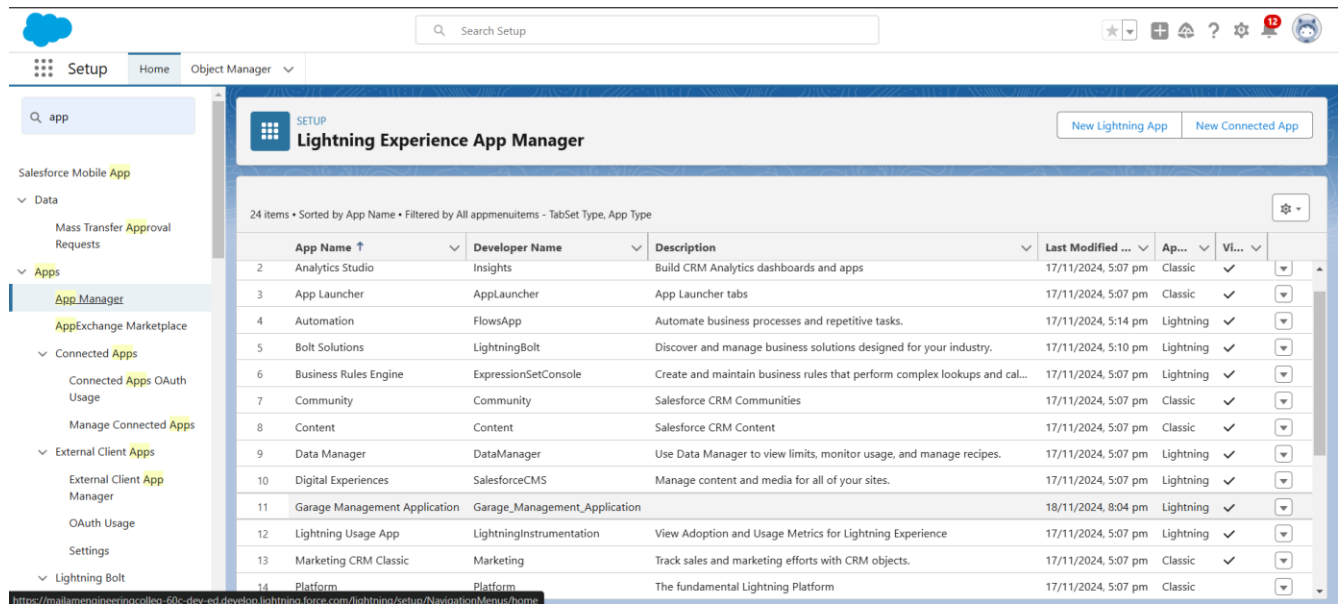 Search Setup
12
Setup
Home
Object Manager
app
Salesforce Mobile App
Data
Mass Transfer Approval
Requests
Apps
App Manager
AppExchange Marketplace
Connected Apps
Connected Apps OAuth
Usage
Manage Connected Apps
External Client Apps
External Client App
Manager
OAuth Usage
Settings
Lightning Bolt
SETUP
Lightning Experience App Manager
New Lightning App
New Connected App
24 items • Sorted by App Name • Filtered by All appmenuitems - TabSet Type, App Type
App Name ↑ Developer Name Description Last Modified ... Ap... Vi...
2 Analytics Studio Insights Build CRM Analytics dashboards and apps 17/11/2024, 5:07 pm Classic
3 App Launcher AppLauncher App Launcher tabs 17/11/2024, 5:07 pm Classic
4 Automation FlowsApp Automate business processes and repetitive tasks. 17/11/2024, 5:14 pm Lightning
5 Bolt Solutions LightningBolt Discover and manage business solutions designed for your industry. 17/11/2024, 5:10 pm Lightning
6 Business Rules Engine ExpressionSetConsole Create and maintain business rules that perform complex lookups and cal... 17/11/2024, 5:07 pm Lightning
7 Community Community Salesforce CRM Communities 17/11/2024, 5:07 pm Classic
8 Content Content Salesforce CRM Content 17/11/2024, 5:07 pm Classic
9 Data Manager DataManager Use Data Manager to view limits, monitor usage, and manage recipes. 17/11/2024, 5:07 pm Lightning
10 Digital Experiences SalesforceCMS Manage content and media for all of your sites. 17/11/2024, 5:07 pm Lightning
11 Garage Management Application Garage_Management_Application 18/11/2024, 8:04 pm Lightning
12 Lightning Usage App LightningInstrumentation View Adoption and Usage Metrics for Lightning Experience 17/11/2024, 5:07 pm Lightning
13 Marketing CRM Classic Marketing Track sales and marketing efforts with CRM objects. 17/11/2024, 5:07 pm Classic
14 Platform Platform The fundamental Lightning Platform 17/11/2024, 5:07 pm Classic
https://mailamengineeringcolleg-60c-dev-ed.develop.lightning.force.com/lightning/setup/NavigationMenus/home